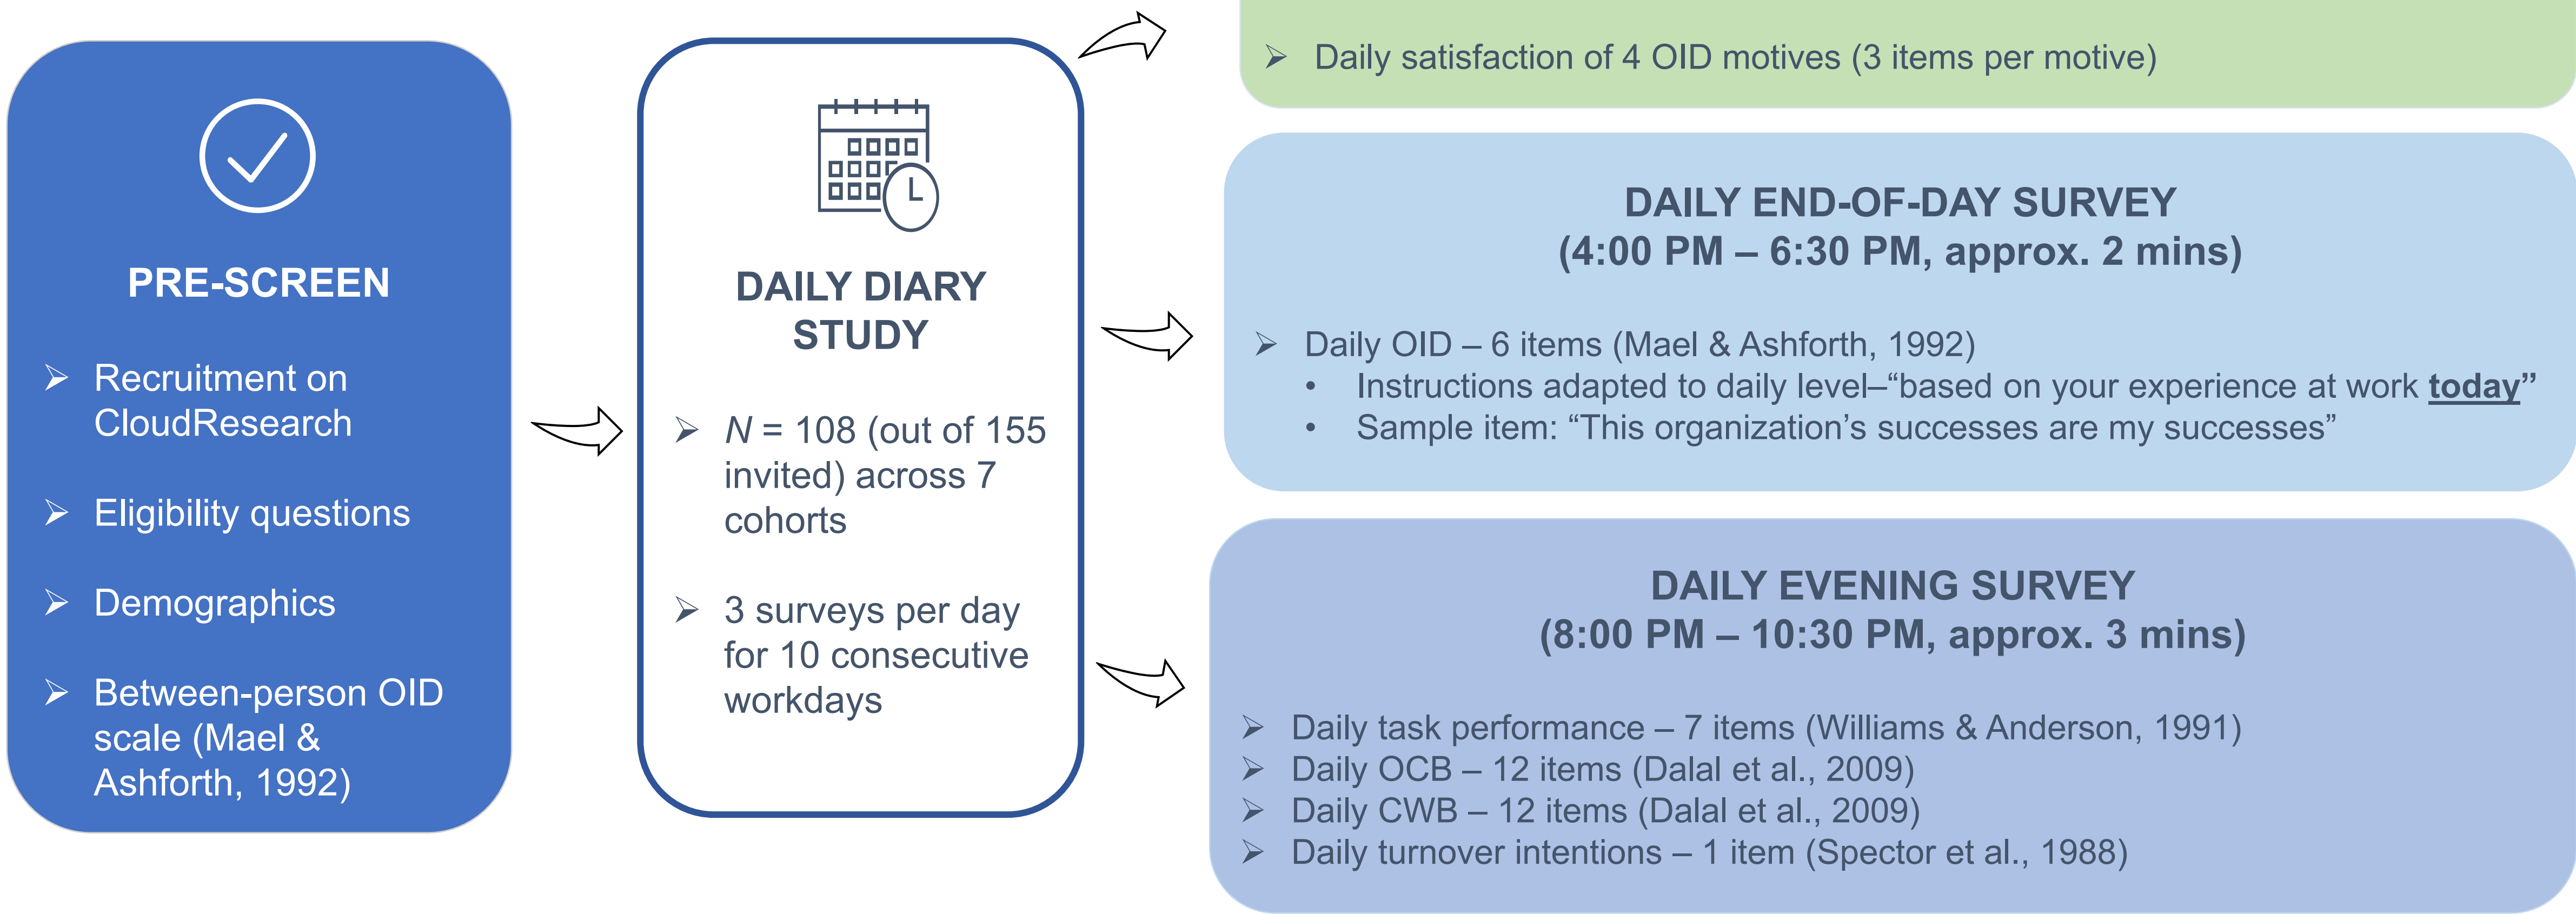 PRE-SCREEN
➢ Recruitment on
CloudResearch
➢ Eligibility questions
➢ Demographics
➢ Between-person OID
scale (Mael &
Ashforth, 1992)
DAILY DIARY
STUDY
➢ N = 108 (out of 155
invited) across 7
cohorts
➢ 3 surveys per day
for 10 consecutive
workdays
➢ Daily satisfaction of 4 OID motives (3 items per motive)
DAILY END-OF-DAY SURVEY
(4:00 PM – 6:30 PM, approx. 2 mins)
➢ Daily OID – 6 items (Mael & Ashforth, 1992)
• Instructions adapted to daily level–“based on your experience at work today”
• Sample item: “This organization’s successes are my successes”
DAILY EVENING SURVEY
(8:00 PM – 10:30 PM, approx. 3 mins)
➢ Daily task performance – 7 items (Williams & Anderson, 1991)
➢ Daily OCB – 12 items (Dalal et al., 2009)
➢ Daily CWB – 12 items (Dalal et al., 2009)
➢ Daily turnover intentions – 1 item (Spector et al., 1988)